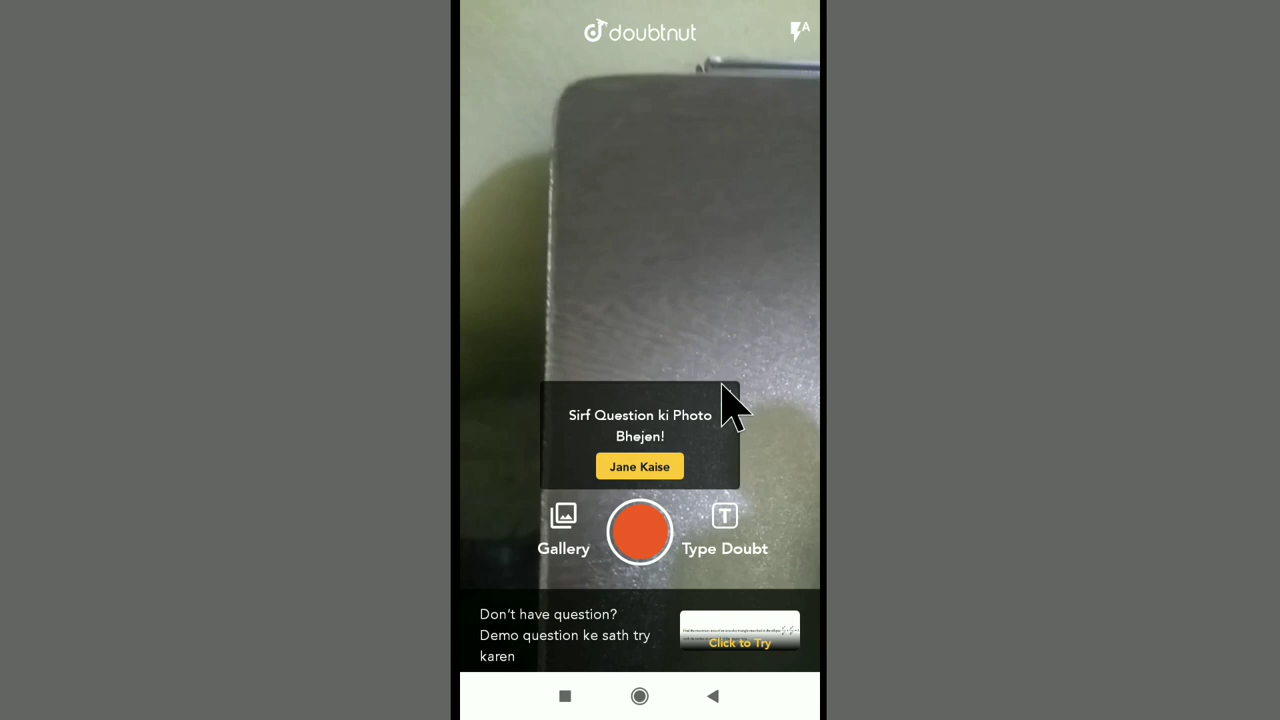 doubtnut
A
Sirf Question ki Photo
Bhejen!
Jane Kaise
Gallery
T
Type Doubt
Don't have question?
Demo question ke sath try
karen
Click to Try